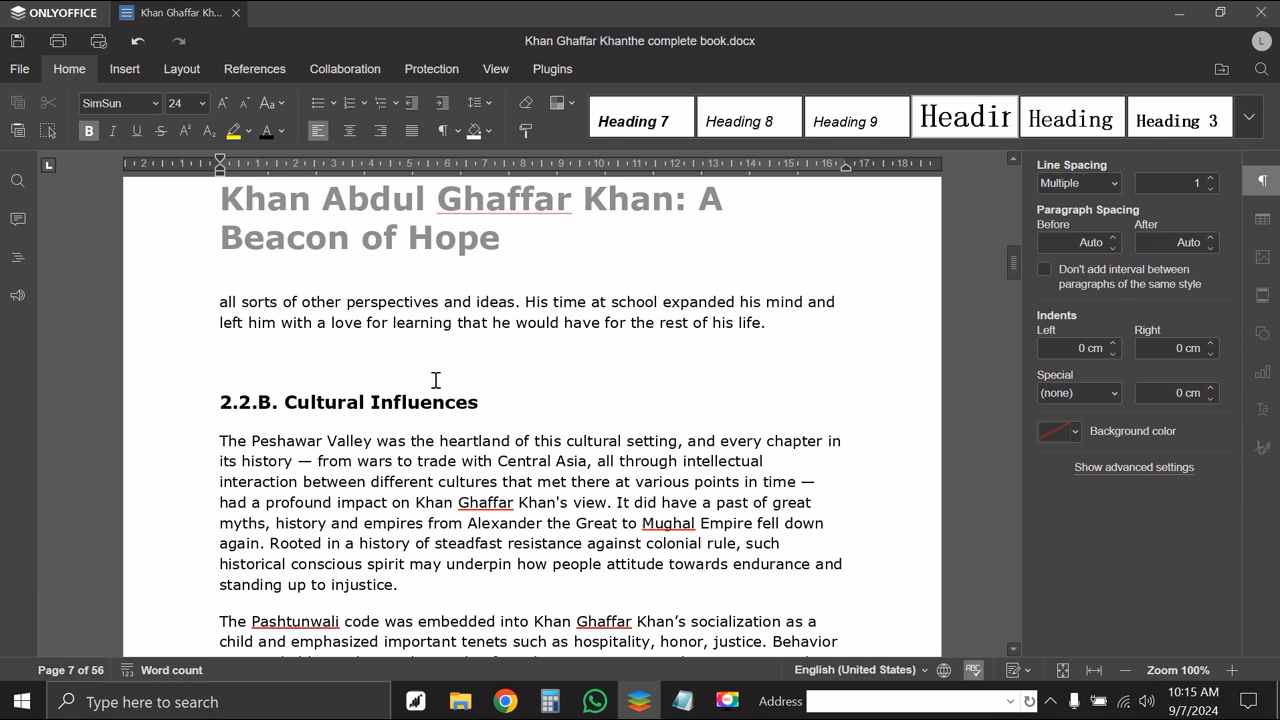 ONLYOFFICE
Khan Ghaffar Kh...
Khan Ghaffar Khanthe complete book.docx
L
File Home Insert Layout References Collaboration Protection View Plugins
SimSun 24
Heading 7 Heading 8 Heading 9 Headir Heading Heading 3
Khan Abdul Ghaffar Khan: A
Beacon of Hope
all sorts of other perspectives and ideas. His time at school expanded his mind and
left him with a love for learning that he would have for the rest of his life.
2.2.B. Cultural Influences
The Peshawar Valley was the heartland of this cultural setting, and every chapter in
its history — from wars to trade with Central Asia, all through intellectual
interaction between different cultures that met there at various points in time —
had a profound impact on Khan Ghaffar Khan's view. It did have a past of great
myths, history and empires from Alexander the Great to Mughal Empire fell down
again. Rooted in a history of steadfast resistance against colonial rule, such
historical conscious spirit may underpin how people attitude towards endurance and
standing up to injustice.
The Pashtunwali code was embedded into Khan Ghaffar Khan’s socialization as a
child and emphasized important tenets such as hospitality, honor, justice. Behavior
Line Spacing
Multiple 1
Paragraph Spacing
Before After
Auto Auto
Don't add interval between
paragraphs of the same style
Indents
Left Right
0 cm 0 cm
Special
(none) 0 cm
Background color
Show advanced settings
Page 7 of 56 Word count English (United States) Zoom 100%
Type here to search
Address
10:15 AM
9/7/2024